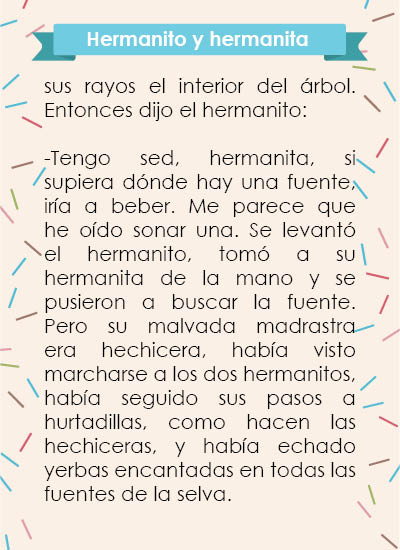 Hermanito y hermanita
sus rayos el interior del árbol.
Entonces dijo el hermanito:
-Tengo sed, hermanita, si
supiera dónde hay una fuente,
iría a beber. Me parece que
he oído sonar una. Se levantó
el hermanito, tomó a su
hermanita de la mano y se
pusieron a buscar la fuente.
Pero su malvada madrastra
era hechicera, había visto
marcharse a los dos hermanitos,
había seguido sus pasos a
hurtadillas, como hacen las
hechiceras, y había echado
yerbas encantadas en todas las
fuentes de la selva.